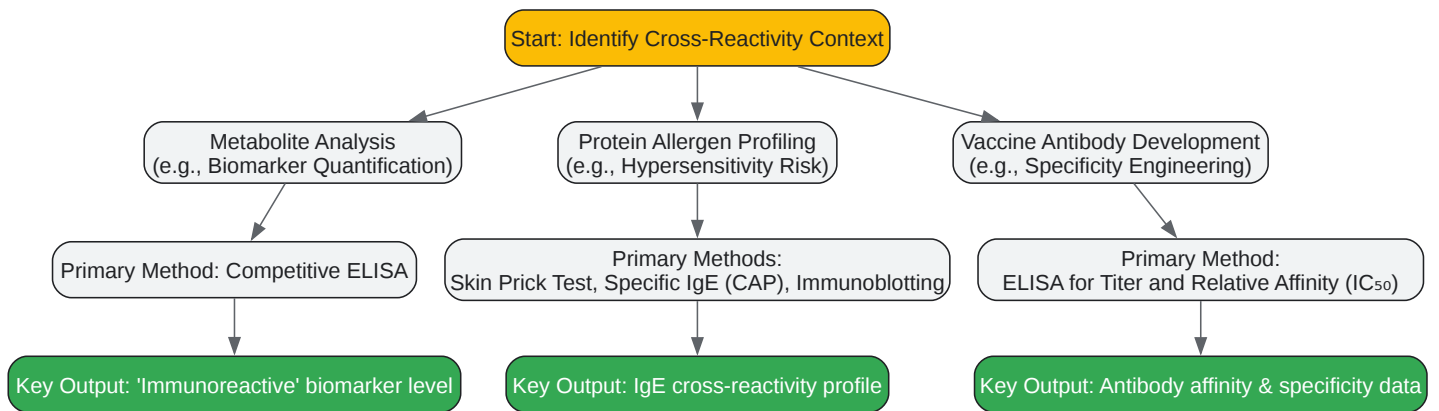 Start: Identify Cross-Reactivity Context
Metabolite Analysis
(e.g., Biomarker Quantification)
Protein Allergen Profiling
(e.g., Hypersensitivity Risk)
Vaccine Antibody Development
(e.g., Specificity Engineering)
Primary Method: Competitive ELISA
Primary Methods:
Skin Prick Test, Specific IgE (CAP), Immunoblotting
Primary Method:
ELISA for Titer and Relative Affinity (IC₅₀)
Key Output: 'Immunoreactive' biomarker level
Key Output: IgE cross-reactivity profile
Key Output: Antibody affinity & specificity data